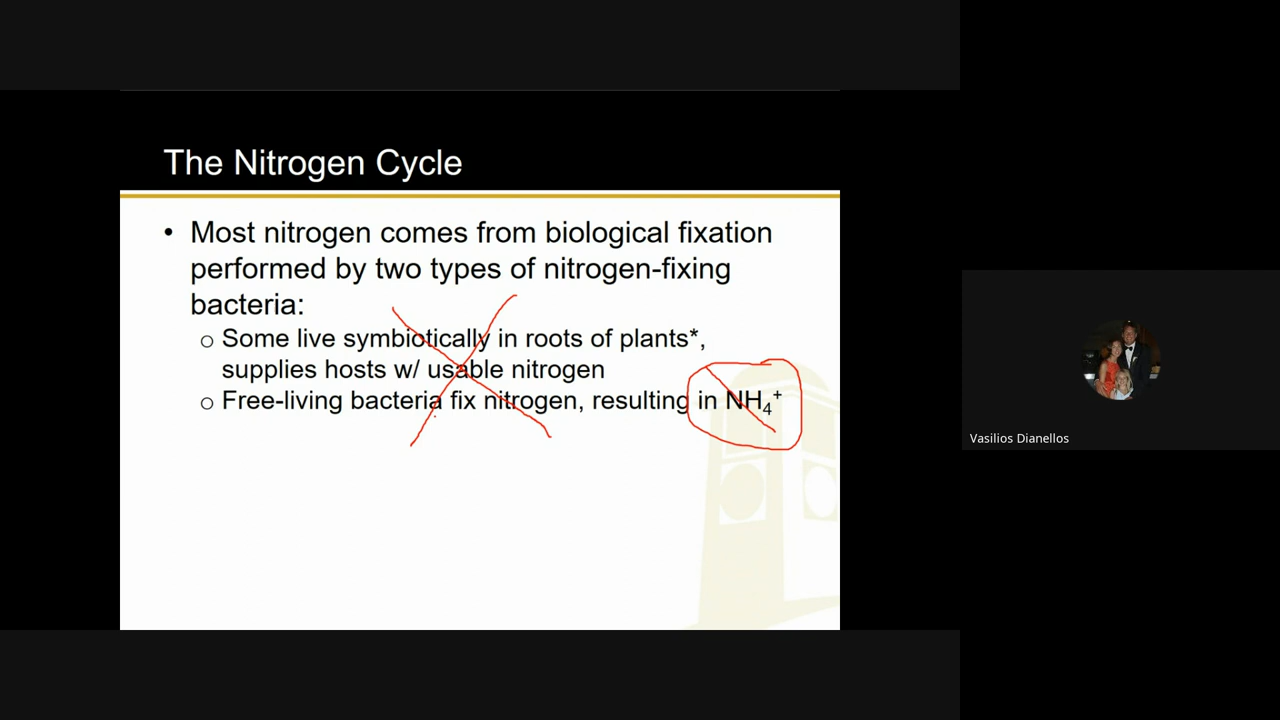 The Nitrogen Cycle
• Most nitrogen comes from biological fixation
performed by two types of nitrogen-fixing
bacteria:
o Some live symbiotically in roots of plants*,
supplies hosts w/ usable nitrogen
o Free-living bacteria fix nitrogen, resulting in NH₄⁺
Vasilios Dianellos